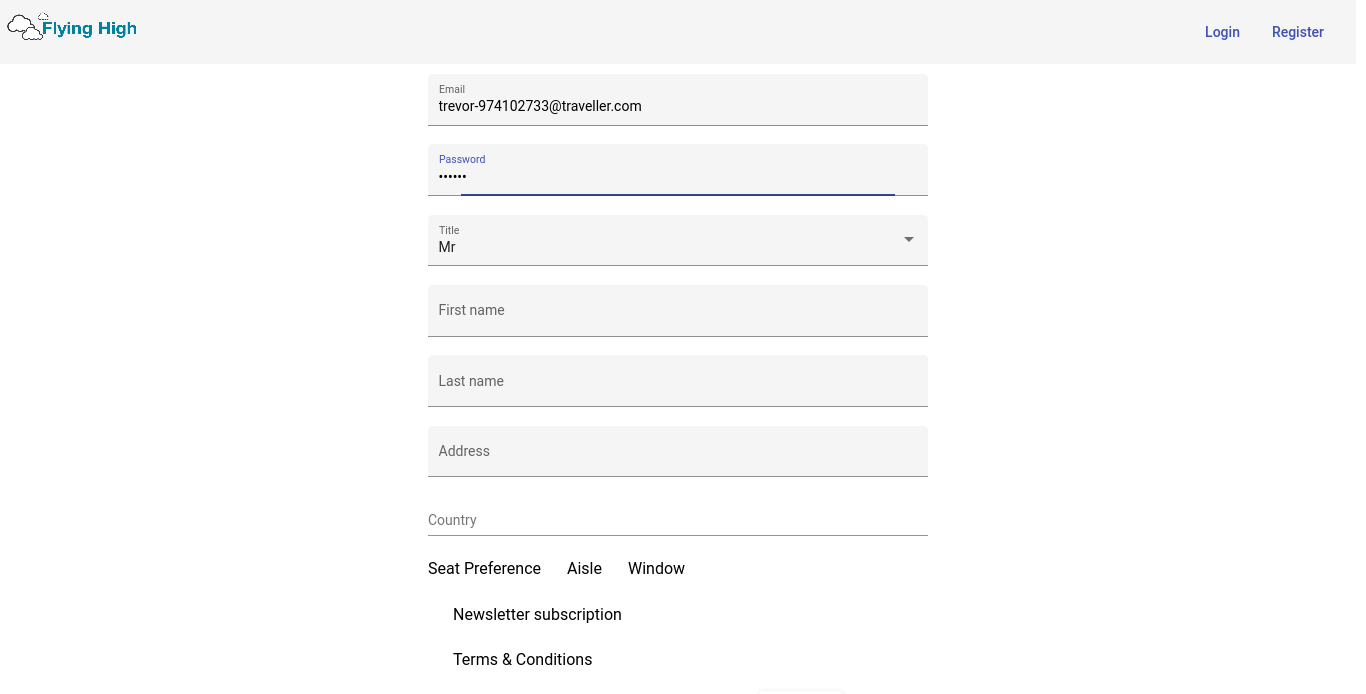 Flying High
Login
Register
Email
trevor-974102733@traveller.com
Password
••••••
Title
Mr
First name
Last name
Address
Country
Seat Preference Aisle Window
Newsletter subscription
Terms & Conditions